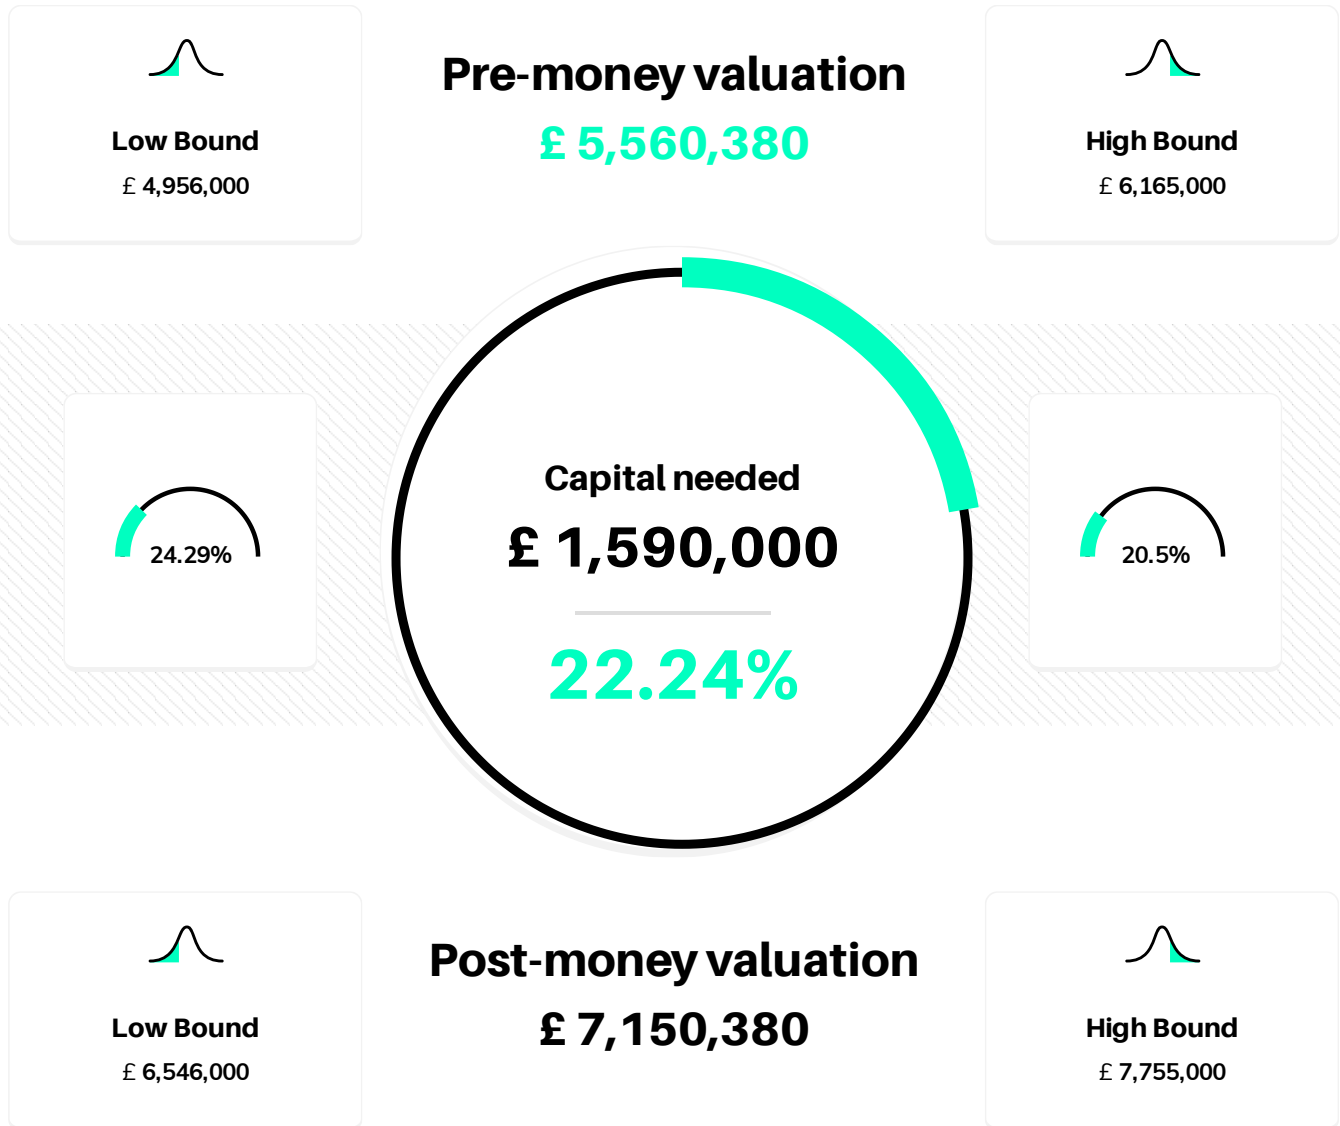 Pre-money valuation
£ 5,560,380
Low Bound
£ 4,956,000
High Bound
£ 6,165,000
24.29%
Capital needed
£ 1,590,000
22.24%
20.5%
Post-money valuation
£ 7,150,380
Low Bound
£ 6,546,000
High Bound
£ 7,755,000